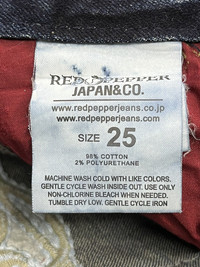 RED PEPPER
JAPAN&CO.
www.redpepperjeans.co.jp
www.redpepperjeans.com
SIZE 25
98% COTTON
2% POLYURETHANE
MACHINE WASH COLD WITH LIKE COLORS.
GENTLE CYCLE WASH INSIDE OUT. USE ONLY
NON-CHLORINE BLEACH WHEN NEEDED.
TUMBLE DRY LOW. GENTLE CYCLE IRON